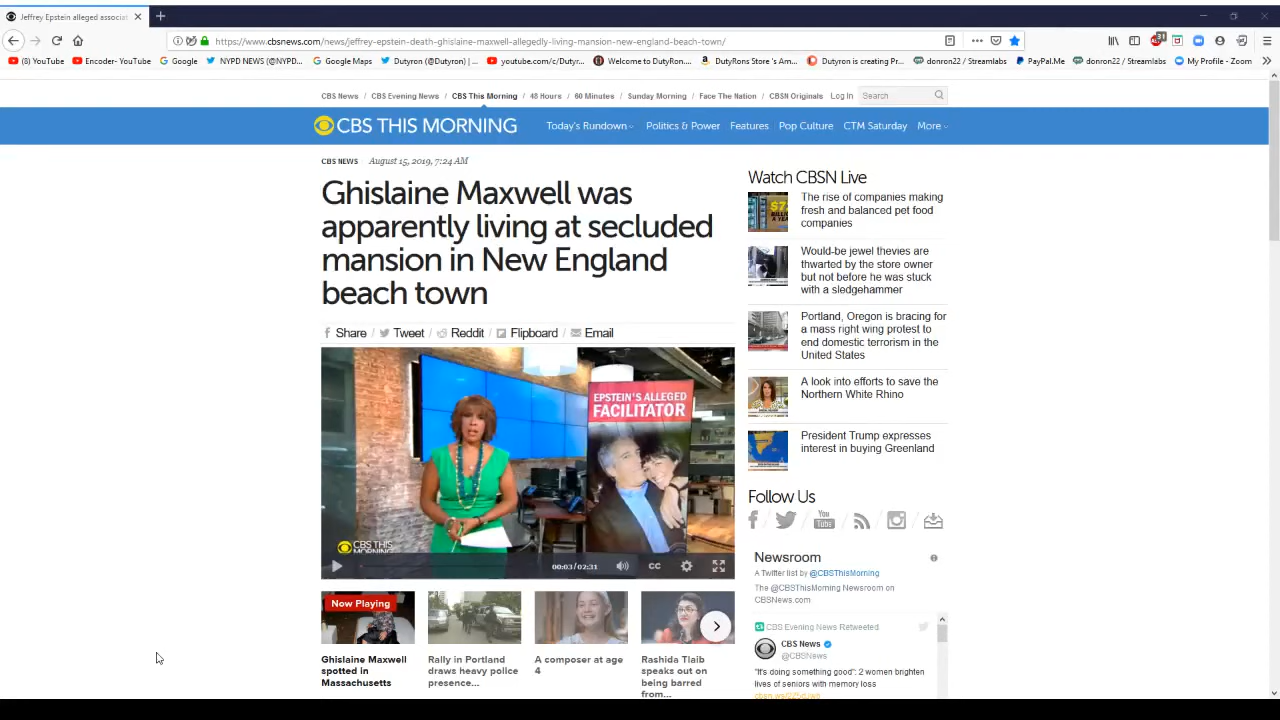 Jeffrey Epstein alleged associat
https://www.cbsnews.com/news/jeffrey-epstein-death-ghislaine-maxwell-allegedly-living-mansion-new-england-beach-town/
31
(8) YouTube
Encoder- YouTube
Google
NYPD NEWS (@NYPD...
Google Maps
Dutyron (@Dutyron) |...
youtube.com/c/Dutyr...
Welcome to DutyRon...
DutyRons Store 's Am...
Dutyron is creating Pr...
donron22 / Streamlabs
PayPal.Me
donron22 / Streamlabs
My Profile - Zoom
CBS News / CBS Evening News / CBS This Morning / 48 Hours / 60 Minutes / Sunday Morning / Face The Nation / CBSN Originals Log In Search
CBS THIS MORNING
Today's Rundown Politics & Power Features Pop Culture CTM Saturday More
CBS NEWS August 15, 2019, 7:24 AM
Ghislaine Maxwell was
apparently living at secluded
mansion in New England
beach town
Share / Tweet / Reddit / Flipboard / Email
EPSTEIN'S ALLEGED
FACILITATOR
CBS THIS
MORNING
00:03/02:31
CC
Now Playing
Ghislaine Maxwell
spotted in
Massachusetts
Rally in Portland
draws heavy police
presence...
A composer at age
4
Rashida Tlaib
speaks out on
being barred
from...
Watch CBSN Live
The rise of companies making
fresh and balanced pet food
companies
Would-be jewel thevies are
thwarted by the store owner
but not before he was stuck
with a sledgehammer
Portland, Oregon is bracing for
a mass right wing protest to
end domestic terrorism in the
United States
A look into efforts to save the
Northern White Rhino
President Trump expresses
interest in buying Greenland
Follow Us
You
Tube
Newsroom
A Twitter list by @CBSThisMorning
The @CBSThisMorning Newsroom on
CBSNews.com
CBS Evening News Retweeted
CBS News
@CBSNews
"It's doing something good": 2 women brighten
lives of seniors with memory loss